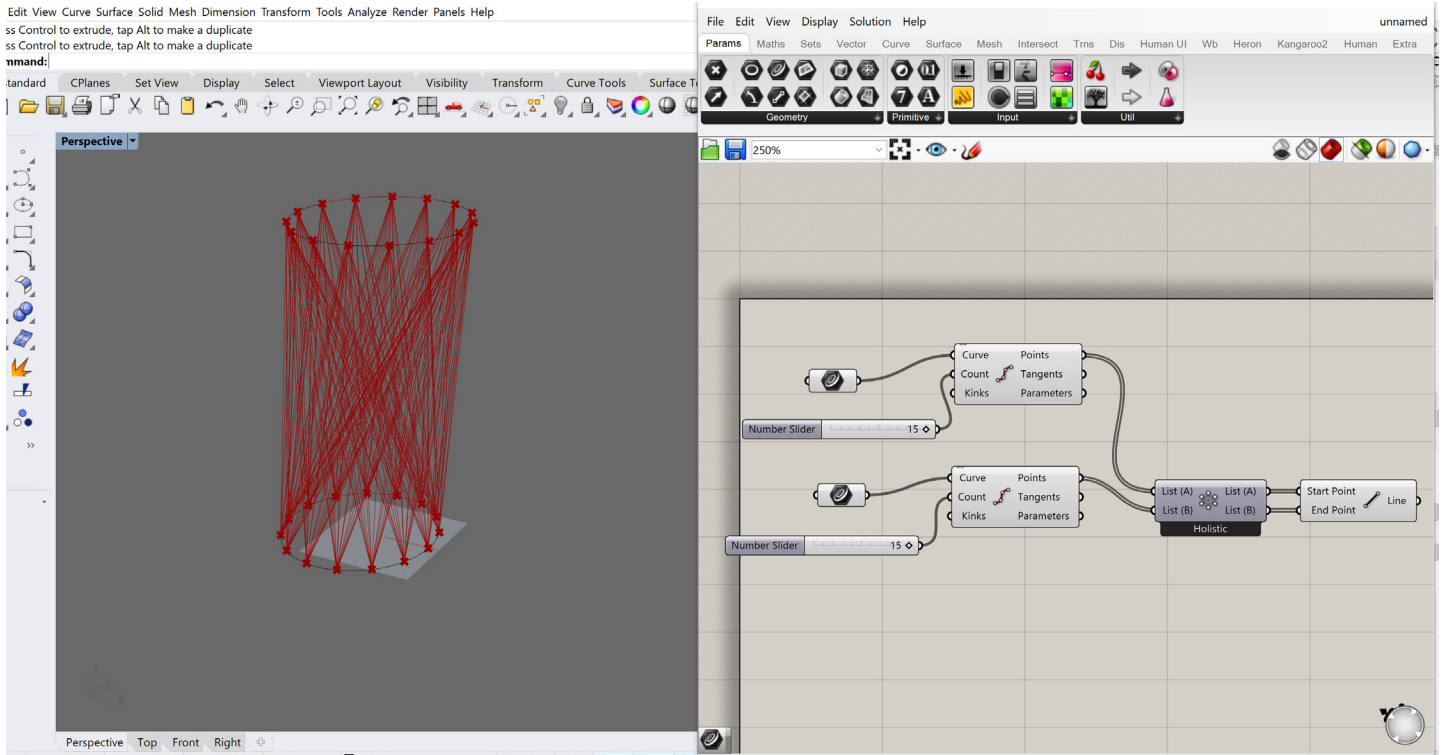 Edit View Curve Surface Solid Mesh Dimension Transform Tools Analyze Render Panels Help
ss Control to extrude, tap Alt to make a duplicate
ss Control to extrude, tap Alt to make a duplicate
mmand:
tandard CPlanes Set View Display Select Viewport Layout Visibility Transform Curve Tools Surface To
Perspective
Perspective Top Front Right
File Edit View Display Solution Help unnamed
Params Maths Sets Vector Curve Surface Mesh Intersect Trns Dis Human UI Wb Heron Kangaroo2 Human Extra
Geometry Primitive Input Util
250%
Curve Points
Count Tangents
Kinks Parameters
Number Slider 15
Curve Points
Count Tangents
Kinks Parameters
Number Slider 15
List (A) List (A)
List (B) List (B)
Holistic
Start Point Line
End Point